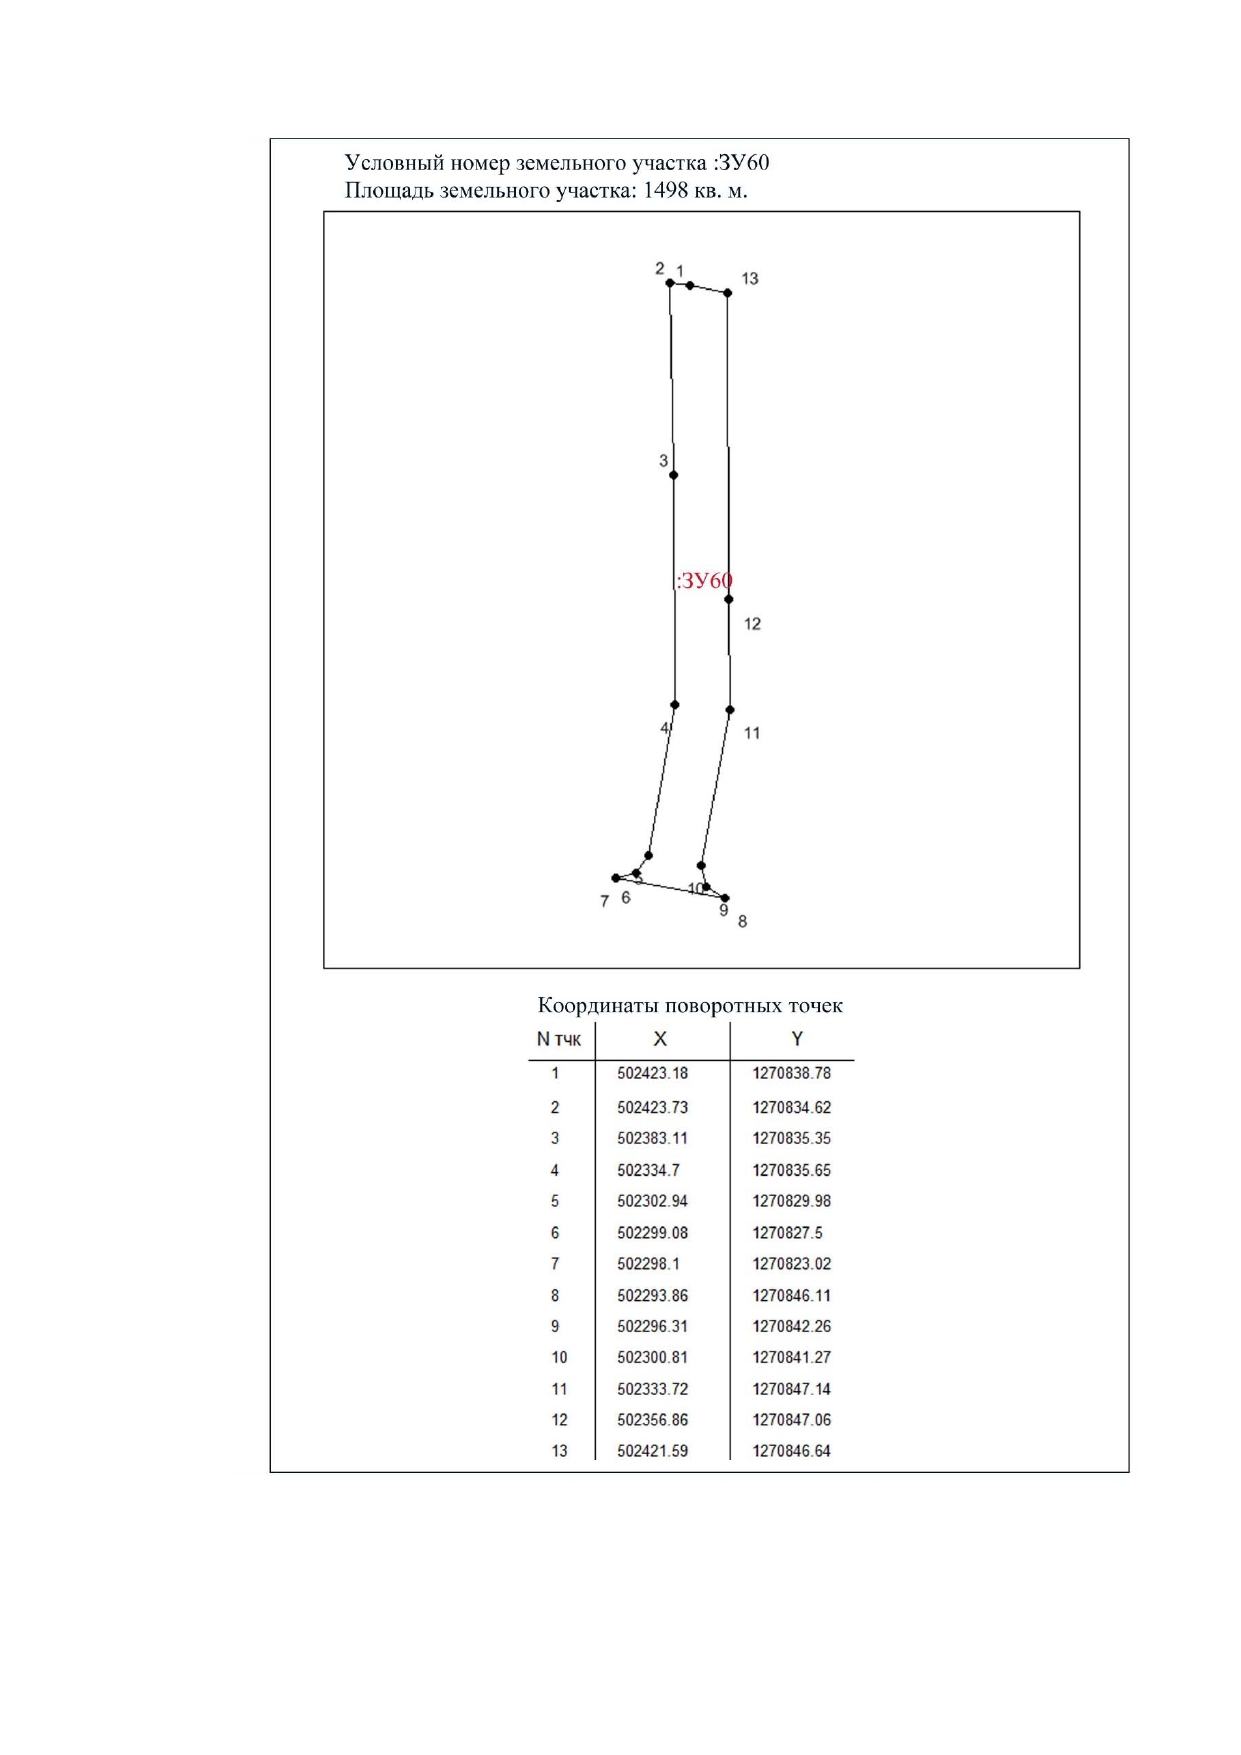 Условный номер земельного участка :ЗУ60
Площадь земельного участка: 1498 кв. м.
2 1 13
3
:ЗУ60
12
4 11
5
10
7 6 9
8
Координаты поворотных точек
N тчк X Y
1 502423.18 1270838.78
2 502423.73 1270834.62
3 502383.11 1270835.35
4 502334.7 1270835.65
5 502302.94 1270829.98
6 502299.08 1270827.5
7 502298.1 1270823.02
8 502293.86 1270846.11
9 502296.31 1270842.26
10 502300.81 1270841.27
11 502333.72 1270847.14
12 502356.86 1270847.06
13 502421.59 1270846.64